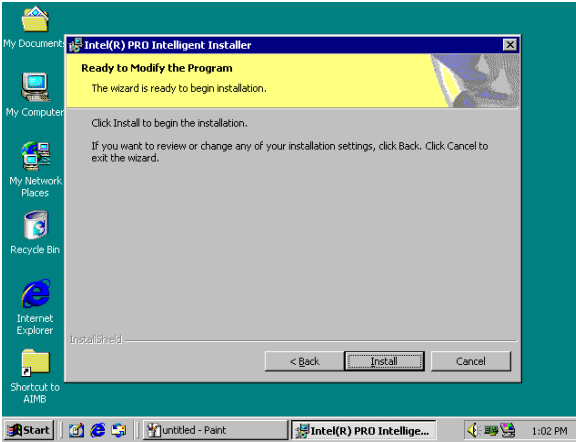 My Documents
Intel(R) PRO Intelligent Installer
Ready to Modify the Program
The wizard is ready to begin installation.
My Computer
Click Install to begin the installation.
If you want to review or change any of your installation settings, click Back. Click Cancel to
exit the wizard.
My Network
Places
Recycle Bin
Internet
Explorer
InstallShield
< Back
Install
Cancel
Shortcut to
AIMB
Start
untitled - Paint
Intel(R) PRO Intellige...
1:02 PM